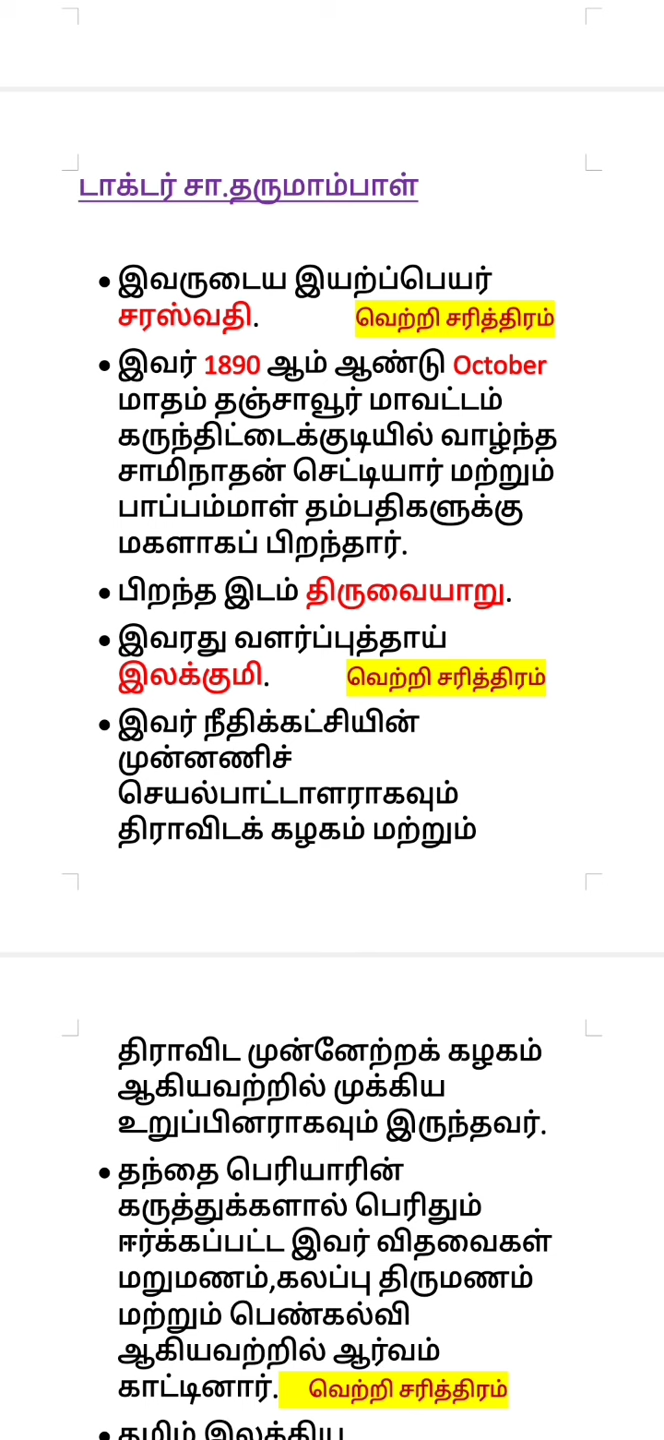 டாக்டர் சா.தருமாம்பாள்
• இவருடைய இயற்ப்பெயர்
சரஸ்வதி. வெற்றி சரித்திரம்
• இவர் 1890 ஆம் ஆண்டு October
மாதம் தஞ்சாவூர் மாவட்டம்
கருந்திட்டைக்குடியில் வாழ்ந்த
சாமிநாதன் செட்டியார் மற்றும்
பாப்பம்மாள் தம்பதிகளுக்கு
மகளாகப் பிறந்தார்.
• பிறந்த இடம் திருவையாறு.
• இவரது வளர்ப்புத்தாய்
இலக்குமி. வெற்றி சரித்திரம்
• இவர் நீதிக்கட்சியின்
முன்னணிச்
செயல்பாட்டாளராகவும்
திராவிடக் கழகம் மற்றும்
திராவிட முன்னேற்றக் கழகம்
ஆகியவற்றில் முக்கிய
உறுப்பினராகவும் இருந்தவர்.
• தந்தை பெரியாரின்
கருத்துக்களால் பெரிதும்
ஈர்க்கப்பட்ட இவர் விதவைகள்
மறுமணம்,கலப்பு திருமணம்
மற்றும் பெண்கல்வி
ஆகியவற்றில் ஆர்வம்
காட்டினார். வெற்றி சரித்திரம்
• தமிழ் இலக்கிய